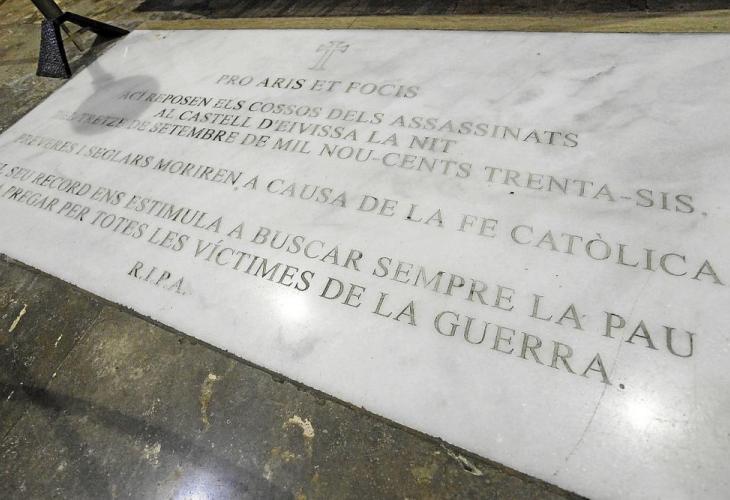 PRO ARIS ET FOCIS
ACÍ REPOSEN ELS COSSOS DELS ASSASSINATS
AL CASTELL D'EIVISSA LA NIT
TRETZE DE SETEMBRE DE MIL NOU-CENTS TRENTA-SIS.
PREVERES I SEGLARS MORIREN A CAUSA DE LA FE CATÒLICA
SEU RECORD ENS ESTIMULA A BUSCAR SEMPRE LA PAU
PREGAR PER TOTES LES VÍCTIMES DE LA GUERRA.
R.I.P.A.